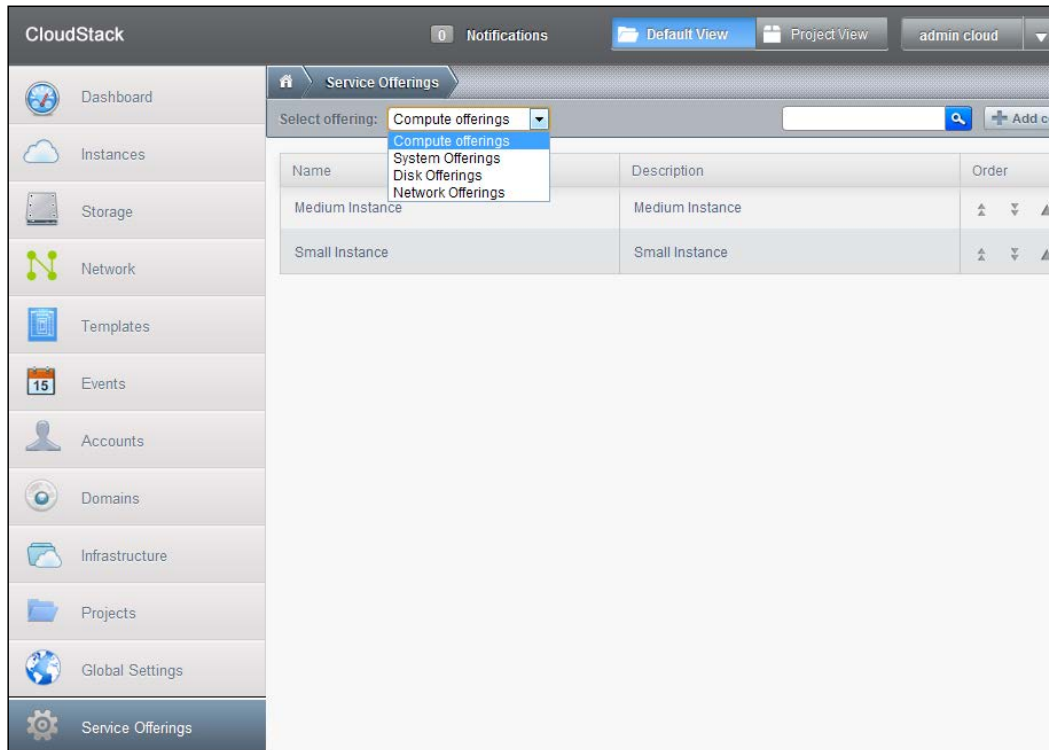 CloudStack
0 Notifications
Default View
Project View
admin cloud
Dashboard
Instances
Storage
Network
Templates
15 Events
Accounts
Domains
Infrastructure
Projects
Global Settings
Service Offerings
Service Offerings
Select offering: Compute offerings
Compute offerings
System Offerings
Disk Offerings
Network Offerings
Add c
Name Description Order
Medium Instance Medium Instance
Small Instance Small Instance